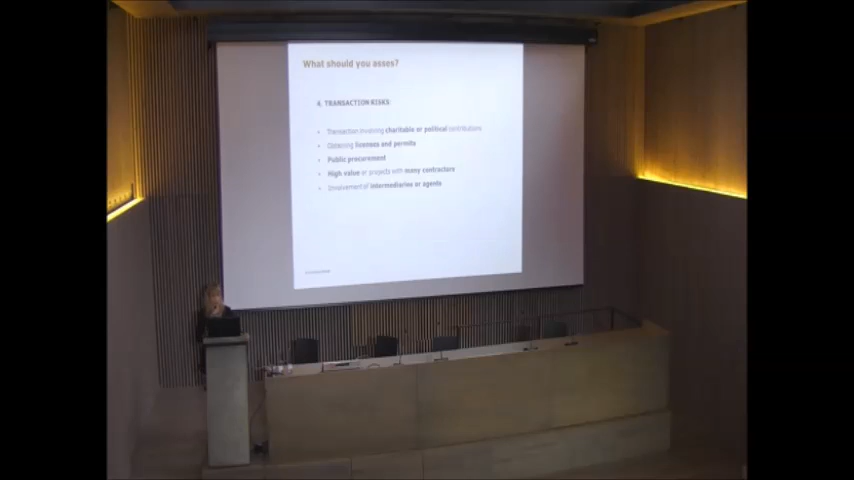 What should you asses?
4. TRANSACTION RISKS:
• Transaction involving charitable or political contributions
• Obtaining licenses and permits
• Public procurement
• High value or projects with many contractors
• Involvement of intermediaries or agents